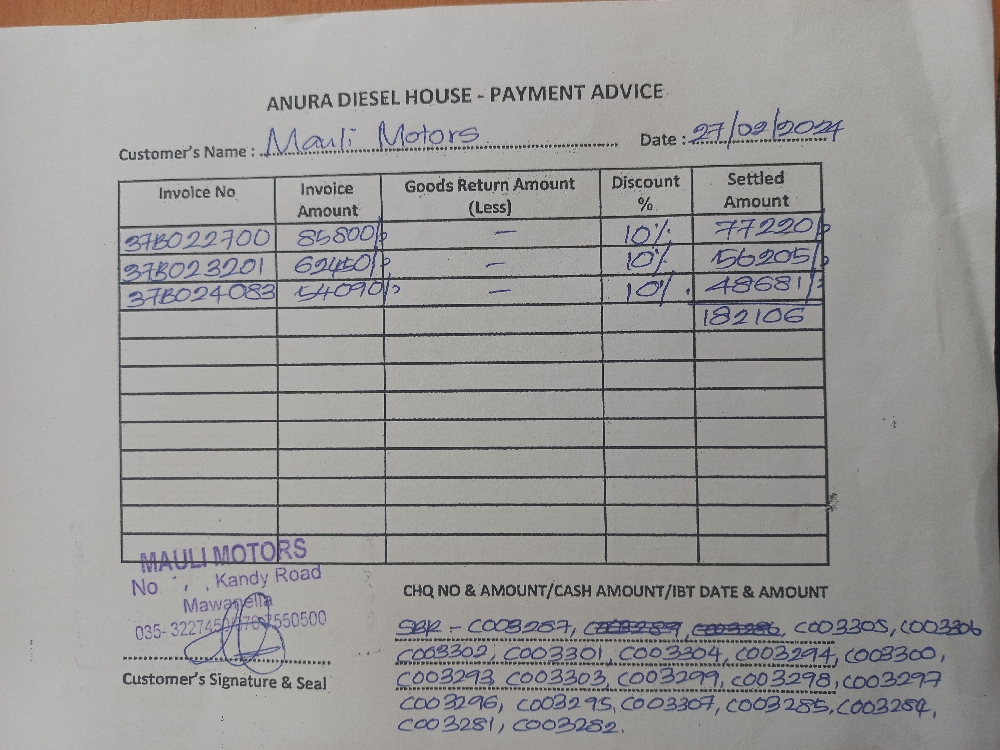 ANURA DIESEL HOUSE - PAYMENT ADVICE
Customer's Name : Mauli Motors Date : 27/02/2024
Invoice No Invoice Amount Goods Return Amount (Less) Discount % Settled Amount
37B022700 85800/- — 10% 77220/-
37B023201 62450/- — 10% 56205/-
37B024083 54090/- — 10% 48681/-
182106
MAULI MOTORS
No. , Kandy Road
Mawanella
035-
CHQ NO & AMOUNT/CASH AMOUNT/IBT DATE & AMOUNT
SBR - C003287, C003305, C003306
C003302, C003301, C003304, C003294, C003300,
C003293, C003303, C003299, C003298, C003297
C003296, C003295, C003307, C003285, C003284,
C003281, C003282.
Customer's Signature & Seal